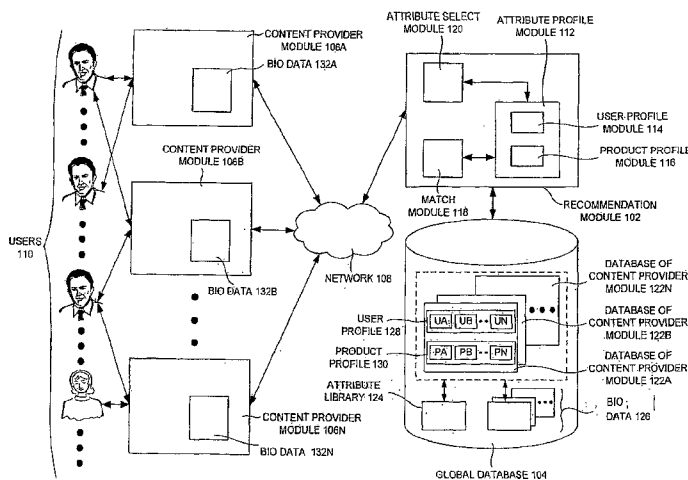 CONTENT PROVIDER
MODULE 106A
BIO DATA 132A
CONTENT PROVIDER
MODULE 106B
BIO DATA 132B
USERS
110
CONTENT PROVIDER
MODULE 106N
BIO DATA 132N
NETWORK 108
ATTRIBUTE SELECT
MODULE 120
ATTRIBUTE PROFILE
MODULE 112
USER-PROFILE
MODULE 114
PRODUCT PROFILE
MODULE 116
MATCH
MODULE 118
RECOMMENDATION
MODULE 102
DATABASE OF
CONTENT PROVIDER
MODULE 122N
DATABASE OF
CONTENT PROVIDER
MODULE 122B
DATABASE OF
CONTENT PROVIDER
MODULE 122A
USER
PROFILE 128
UA UB UN
PRODUCT
PROFILE 130
PA PB PN
ATTRIBUTE
LIBRARY 124
BIO
DATA 126
GLOBAL DATABASE 104